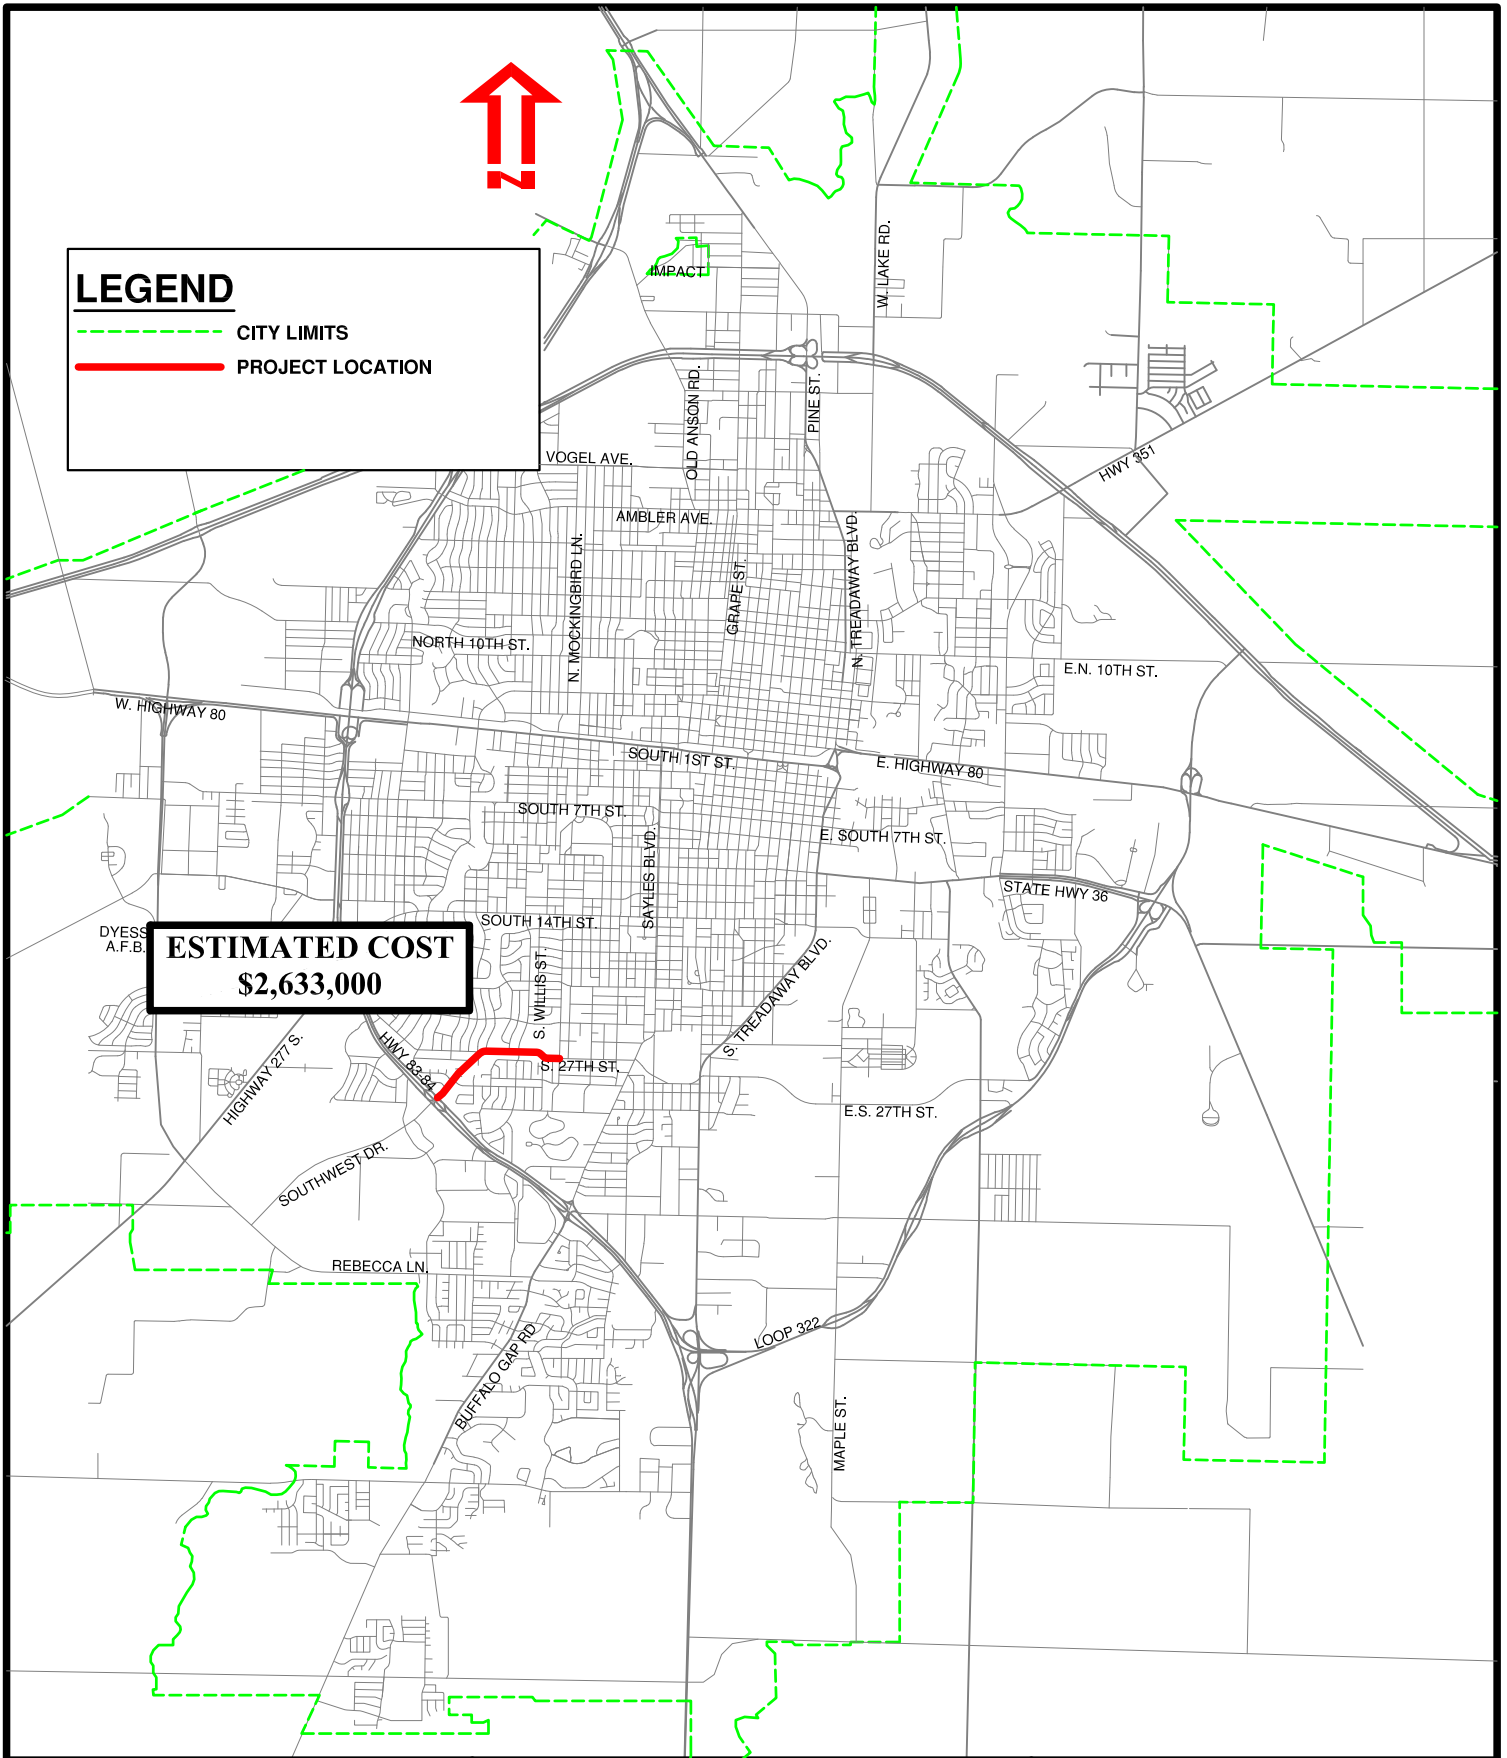 N
IMPACT
W. LAKE RD.
LEGEND
CITY LIMITS
PROJECT LOCATION
OLD ANSON RD.
PINE ST.
VOGEL AVE.
HWY 351
AMBLER AVE.
N. MOCKINGBIRD LN.
GRAPE ST.
N. TREADAWAY BLVD.
NORTH 10TH ST.
E.N. 10TH ST.
W. HIGHWAY 80
SOUTH 1ST ST.
E. HIGHWAY 80
SOUTH 7TH ST.
E. SOUTH 7TH ST.
SAYLES BLVD.
STATE HWY 36
SOUTH 14TH ST.
DYESS
A.F.B.
ESTIMATED COST
$2,633,000
S. WILLIS ST.
S. TREADAWAY BLVD.
HWY 83-84
S. 27TH ST.
HIGHWAY 277 S.
E.S. 27TH ST.
SOUTHWEST DR.
REBECCA LN.
LOOP 322
BUFFALO GAP RD
MAPLE ST.